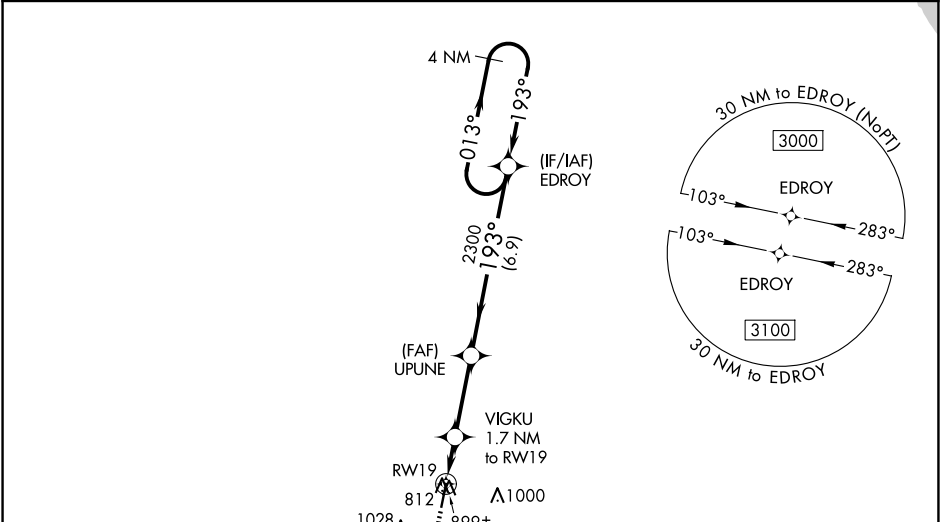 4 NM
193°
013°
(IF/IAF)
EDROY
2300
193°
(6.9)
(FAF)
UPUNE
VIGKU
1.7 NM
to RW19
RW19
812
1000
30 NM to EDROY (NoPT)
3000
EDROY
103°
283°
103°
283°
EDROY
3100
30 NM to EDROY